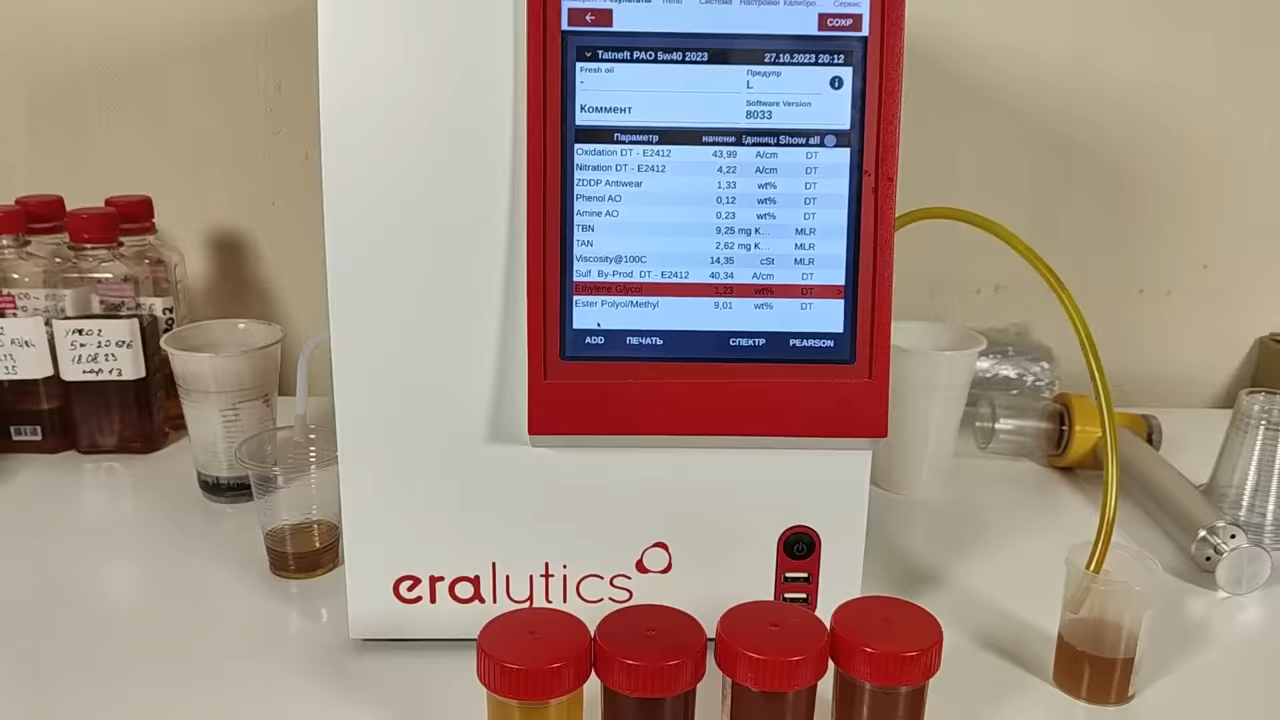 Результаты
Trend
Система
Настройки
Калибро...
Сервис
СОХР
Tatneft PAO 5w40 2023
27.10.2023 20:12
Fresh oil
-
Предупр
L
Коммент
Software Version
8033
Параметр
начени
Единиц
Show all
Oxidation DT - E2412 43,99 A/cm DT
Nitration DT - E2412 4,22 A/cm DT
ZDDP Antiwear 1,33 wt% DT
Phenol AO 0,12 wt% DT
Amine AO 0,23 wt% DT
TBN 9,25 mg K... MLR
TAN 2,62 mg K... MLR
Viscosity@100C 14,35 cSt MLR
Sulf. By-Prod. DT - E2412 40,34 A/cm DT
Ethylene Glycol 1,23 wt% DT >
Ester Polyol/Methyl 9,01 wt% DT
ADD
ПЕЧАТЬ
СПЕКТР
PEARSON
5w-20
18.08.23
eralytics